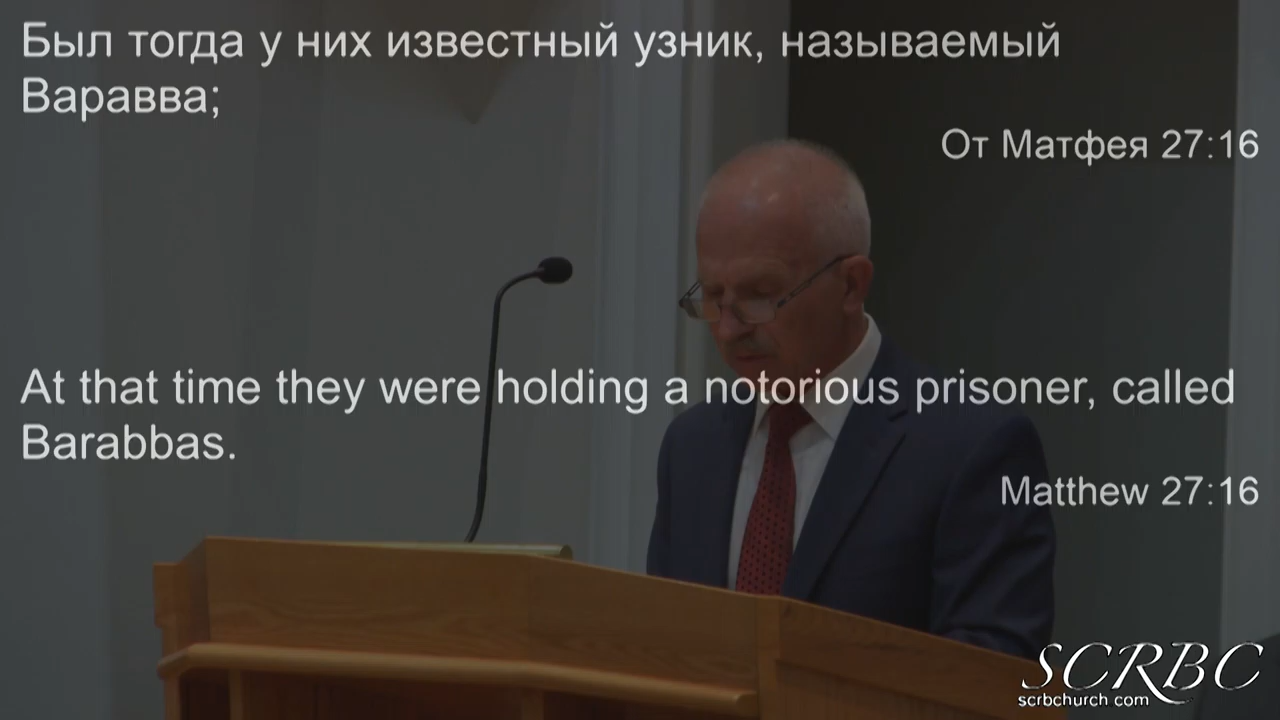 Был тогда у них известный узник, называемый
Варавва;
От Матфея 27:16
At that time they were holding a notorious prisoner, called
Barabbas.
Matthew 27:16
SCRBC
scrbchurch com